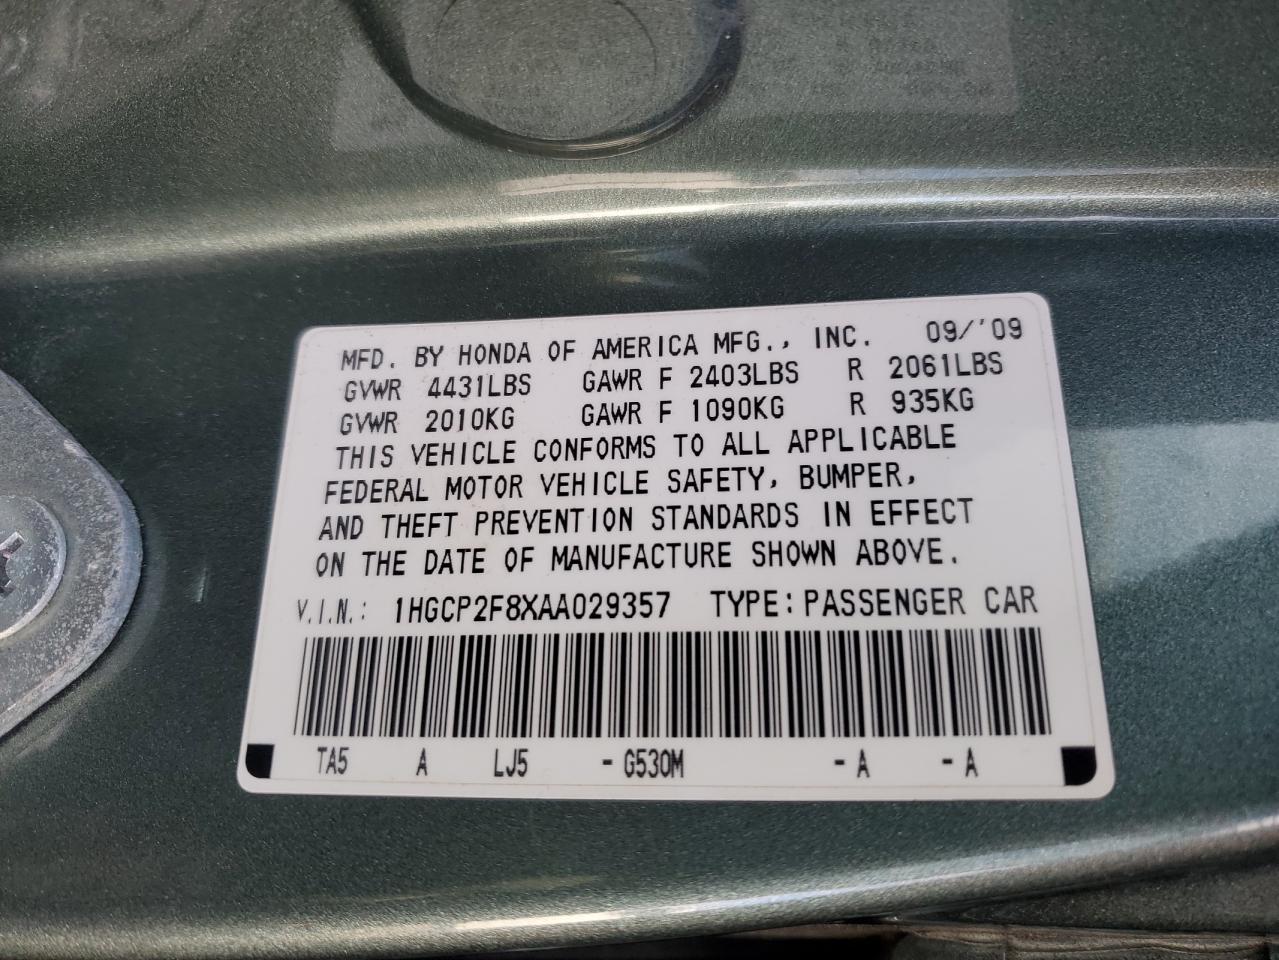 MFD. BY HONDA OF AMERICA MFG., INC. 09/'09
GVWR 4431LBS GAWR F 2403LBS R 2061LBS
GVWR 2010KG GAWR F 1090KG R 935KG
THIS VEHICLE CONFORMS TO ALL APPLICABLE
FEDERAL MOTOR VEHICLE SAFETY, BUMPER,
AND THEFT PREVENTION STANDARDS IN EFFECT
ON THE DATE OF MANUFACTURE SHOWN ABOVE.
V.I.N.: 1HGCP2F8XAA029357 TYPE: PASSENGER CAR
TA5 A LJ5 - G530M - A - A